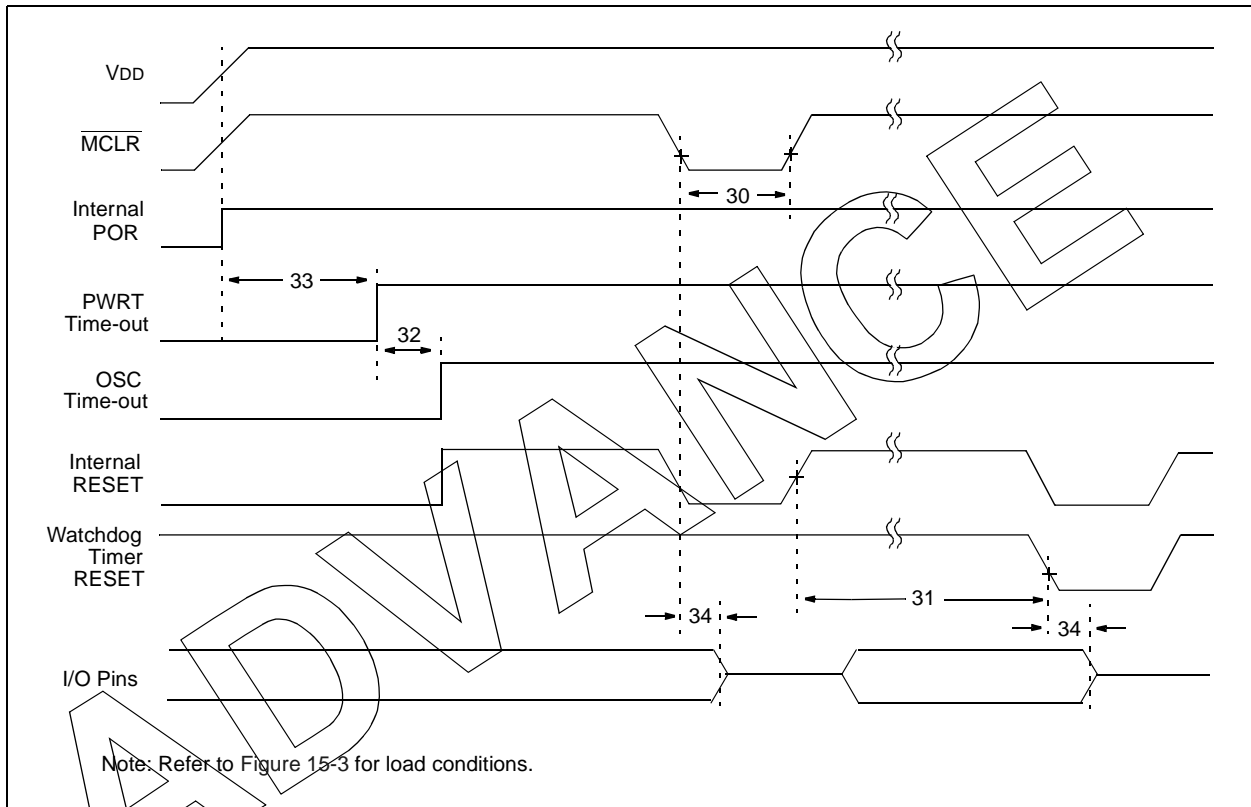 VDD
MCLR
30
Internal
POR
33
PWRT
Time-out
32
OSC
Time-out
Internal
RESET
Watchdog
Timer
RESET
31
34
34
I/O Pins
Note: Refer to Figure 15-3 for load conditions.
ADVANCE